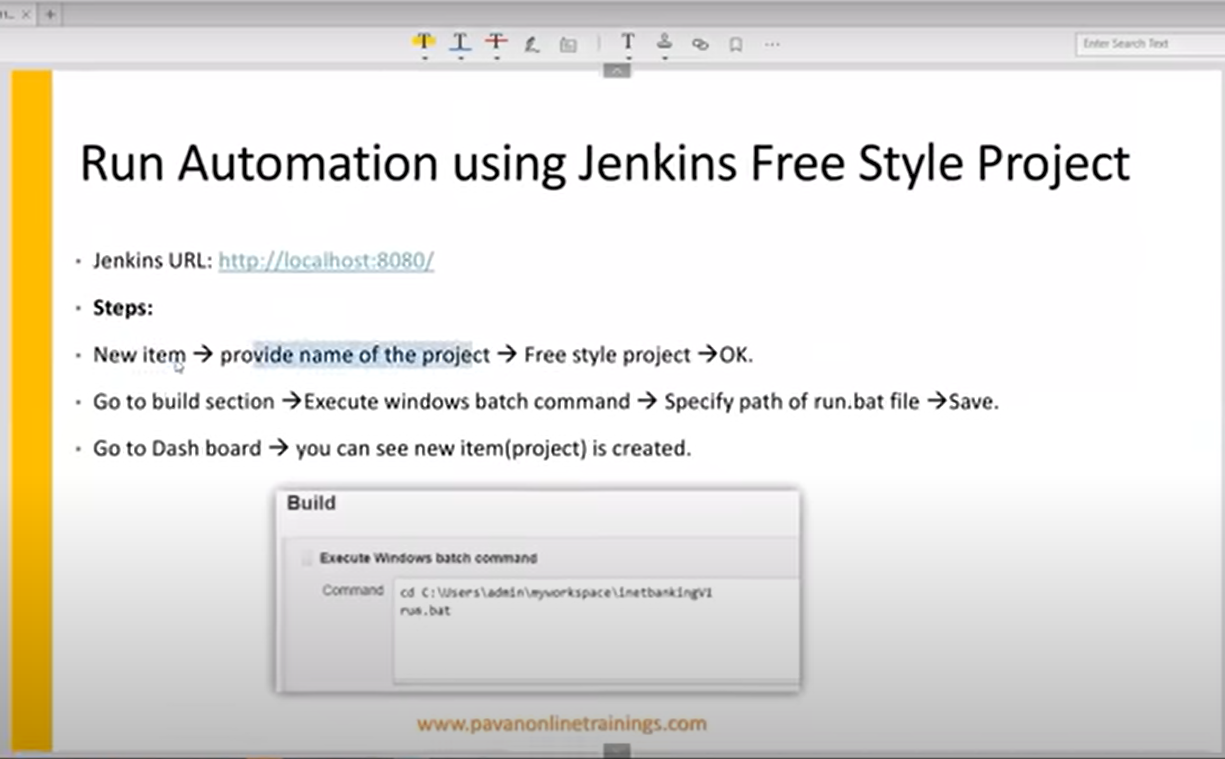 Enter Search Text
Run Automation using Jenkins Free Style Project
• Jenkins URL: http://localhost:8080/
• Steps:
• New item → provide name of the project → Free style project →OK.
• Go to build section →Execute windows batch command → Specify path of run.bat file →Save.
• Go to Dash board → you can see new item(project) is created.
Build
Execute Windows batch command
Command
cd C:\Users\admin\myworkspace\inetbankingV1
run.bat
www.pavanonlinetrainings.com